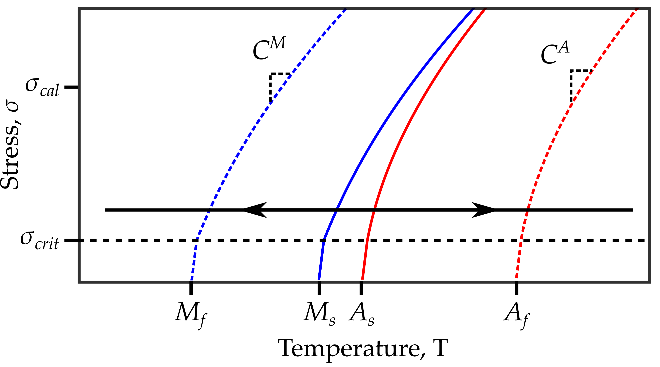 C^M
C^A
σ_cal
Stress, σ
σ_crit
M_f M_s A_s A_f
Temperature, T